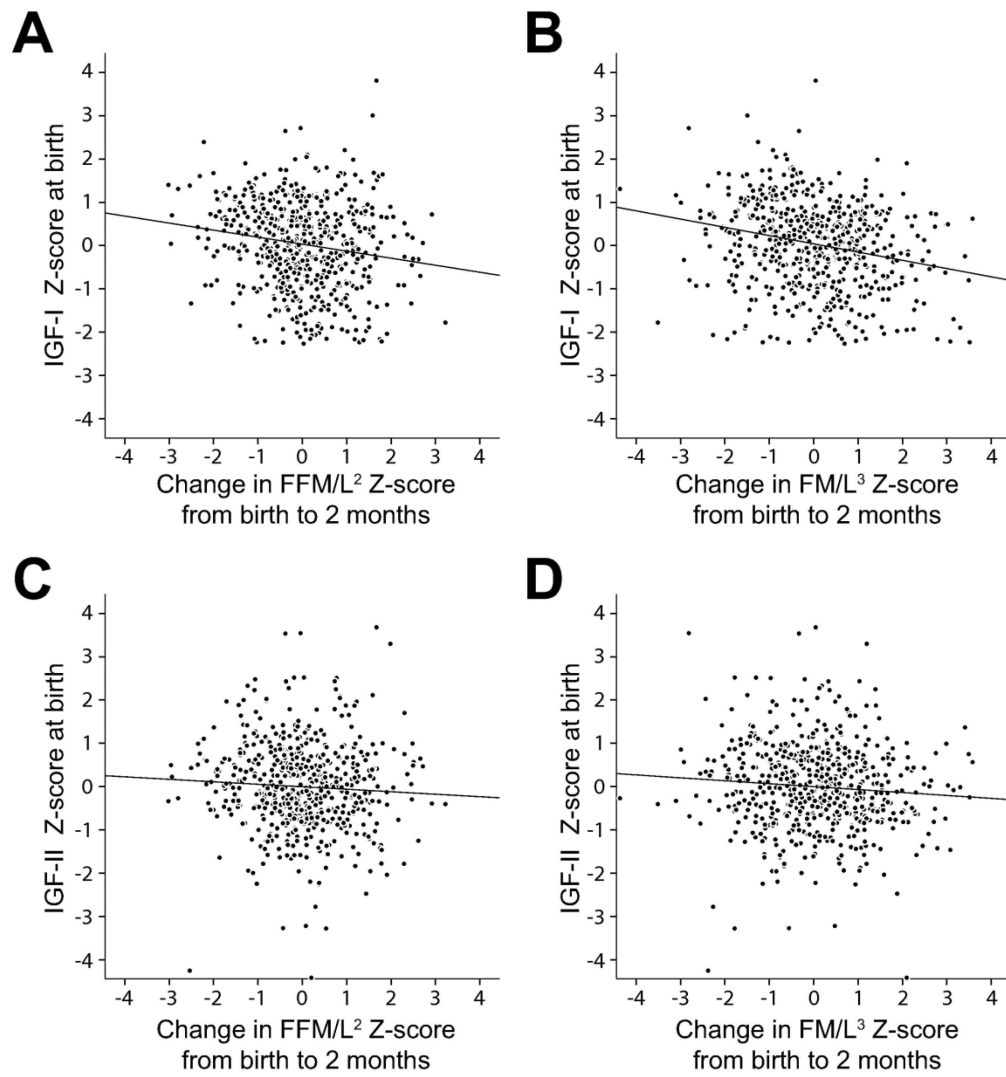 A
B
IGF-I Z-score at birth
4
3
2
1
0
-1
-2
-3
-4
-4 -3 -2 -1 0 1 2 3 4
Change in FFM/L² Z-score
from birth to 2 months
IGF-I Z-score at birth
4
3
2
1
0
-1
-2
-3
-4
-4 -3 -2 -1 0 1 2 3 4
Change in FM/L³ Z-score
from birth to 2 months
C
D
IGF-II Z-score at birth
4
3
2
1
0
-1
-2
-3
-4
-4 -3 -2 -1 0 1 2 3 4
Change in FFM/L² Z-score
from birth to 2 months
IGF-II Z-score at birth
4
3
2
1
0
-1
-2
-3
-4
-4 -3 -2 -1 0 1 2 3 4
Change in FM/L³ Z-score
from birth to 2 months